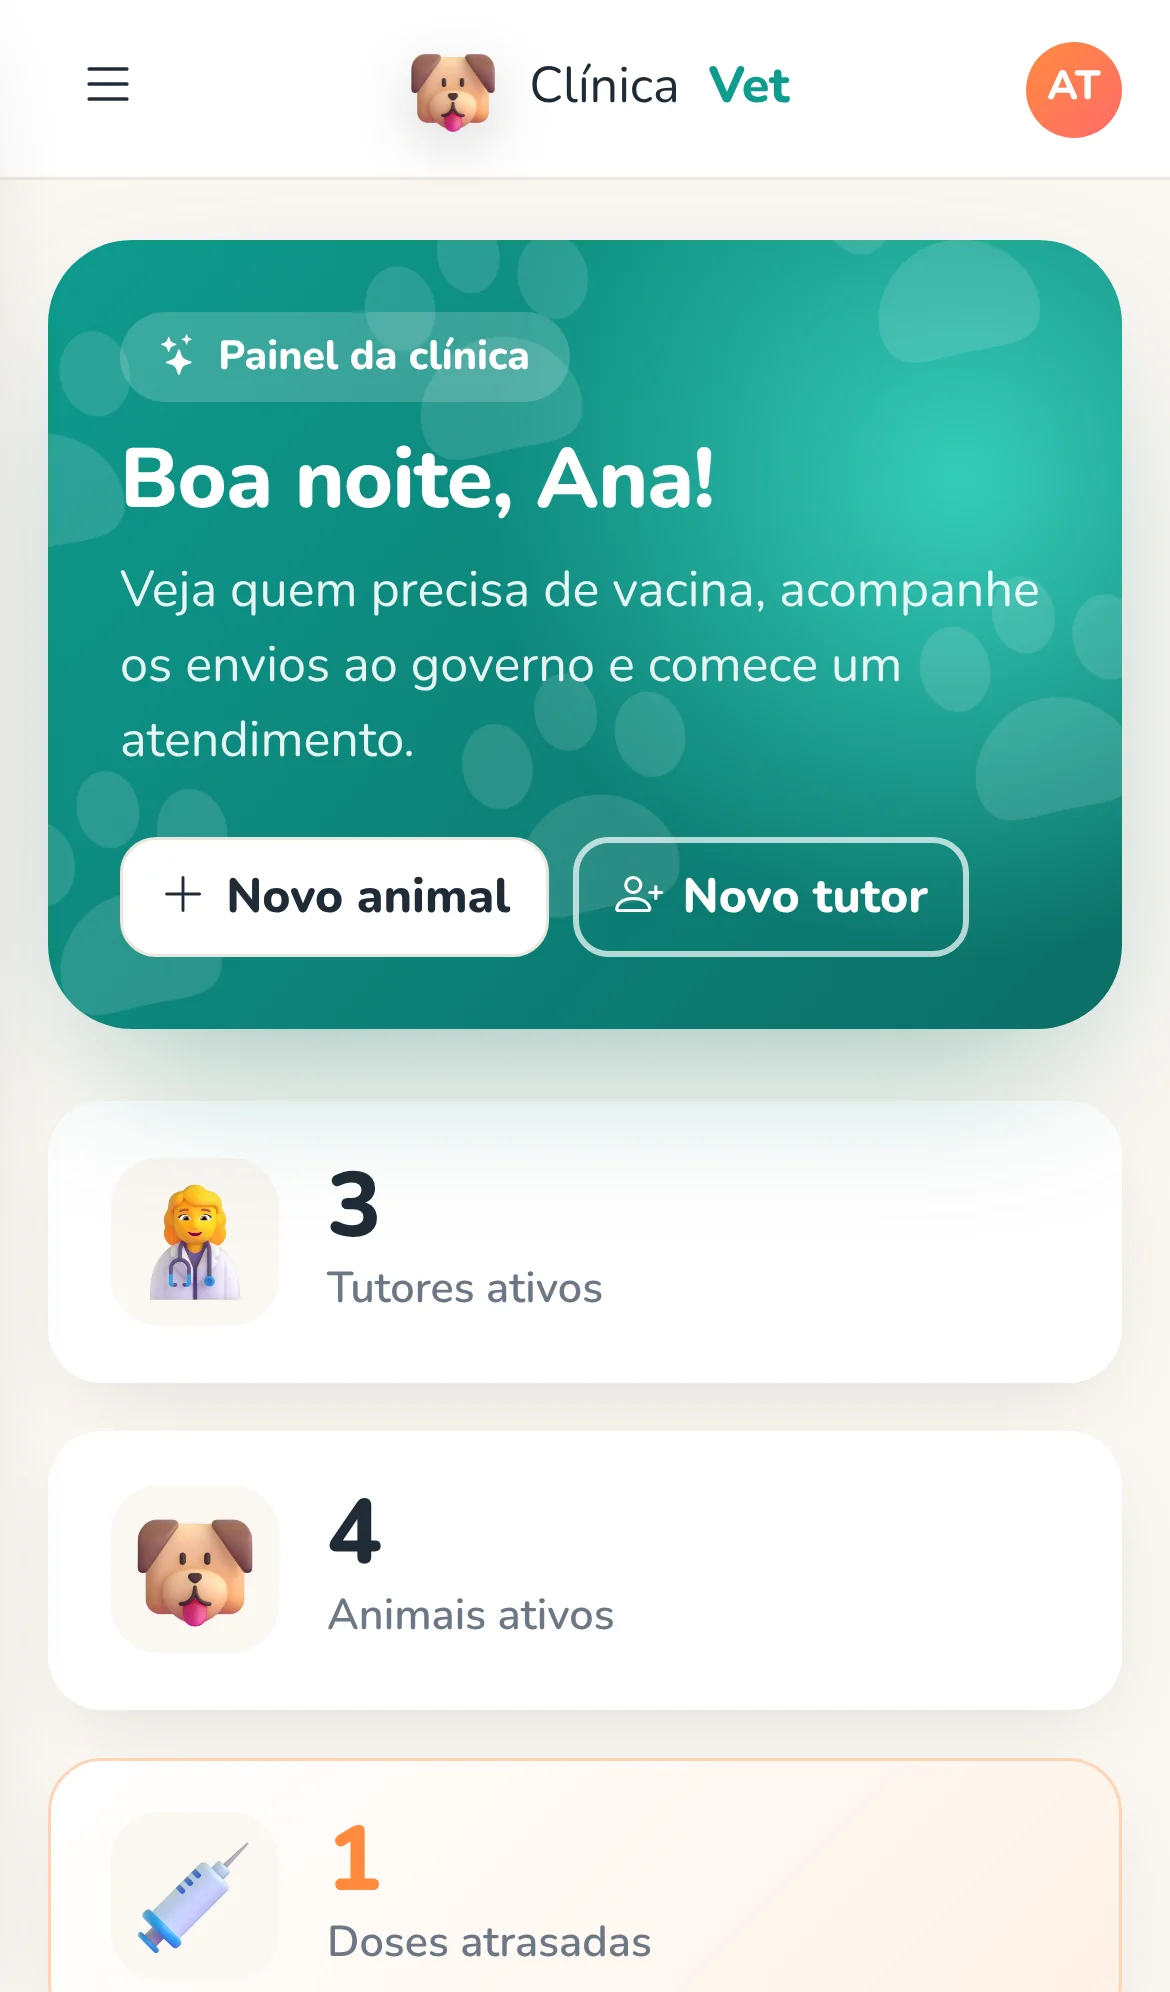 Clínica Vet
AT
Painel da clínica
Boa noite, Ana!
Veja quem precisa de vacina, acompanhe
os envios ao governo e comece um
atendimento.
Novo animal
Novo tutor
3
Tutores ativos
4
Animais ativos
1
Doses atrasadas